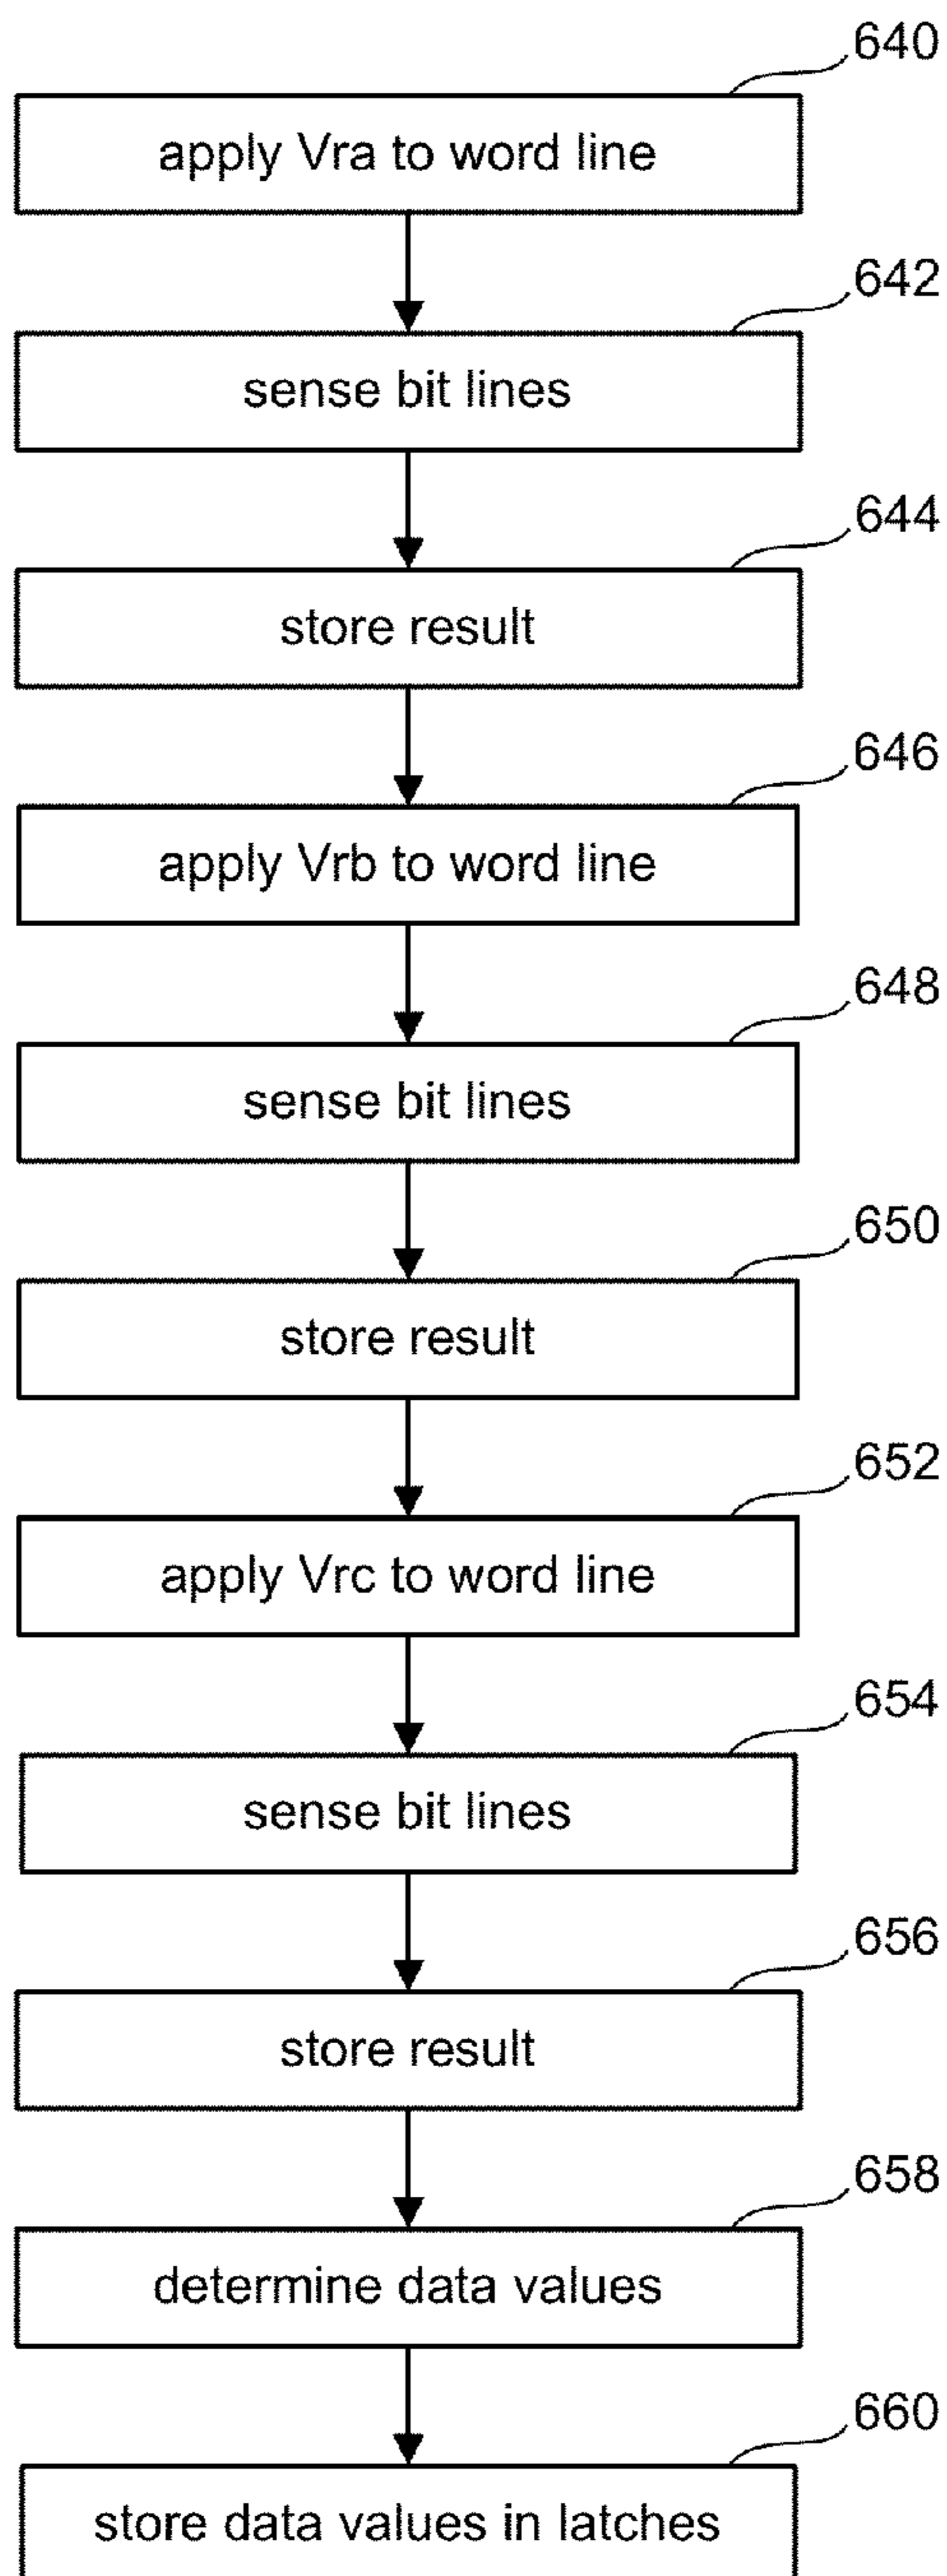 640
apply Vra to word line
642
sense bit lines
644
store result
646
apply Vrb to word line
648
sense bit lines
650
store result
652
apply Vrc to word line
654
sense bit lines
656
store result
658
determine data values
660
store data values in latches